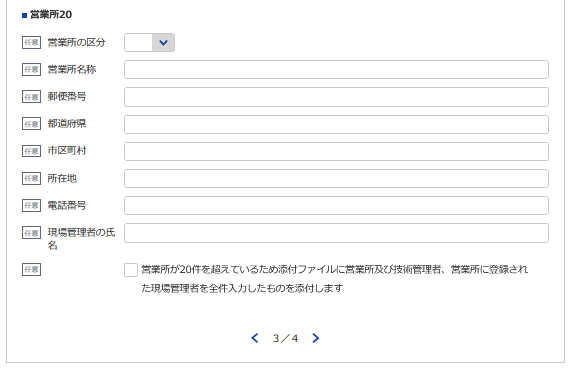 営業所20
任意 営業所の区分
任意 営業所名称
任意 郵便番号
任意 都道府県
任意 市区町村
任意 所在地
任意 電話番号
任意 現場管理者の氏
名
任意 営業所が20件を超えているため添付ファイルに営業所及び技術管理者、営業所に登録され
た現場管理者を全件入力したものを添付します
3／4